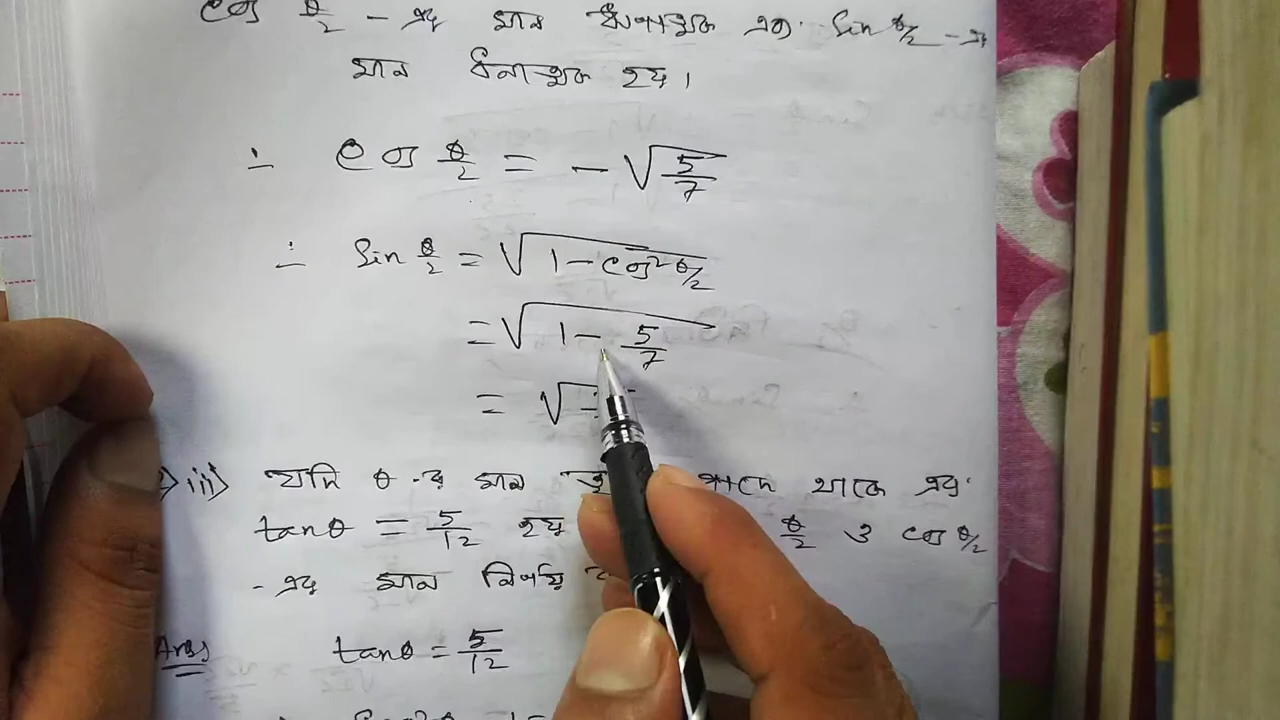 cos θ/2 - এর মান ঋণাত্মক এবং sin θ/2 - এর
মান ধনাত্মক হয়।
∴ cos θ/2 = - √5/7
∴ Sin θ/2 = √1 - cos² θ/2
= √1 - 5/7
= √
iii) যদি θ -র মান পাদে থাকে এবং
tanθ = 5/12 হয় θ/2 ও cos θ/2
- এর মান নির্ণয়
Ans tanθ = 5/12